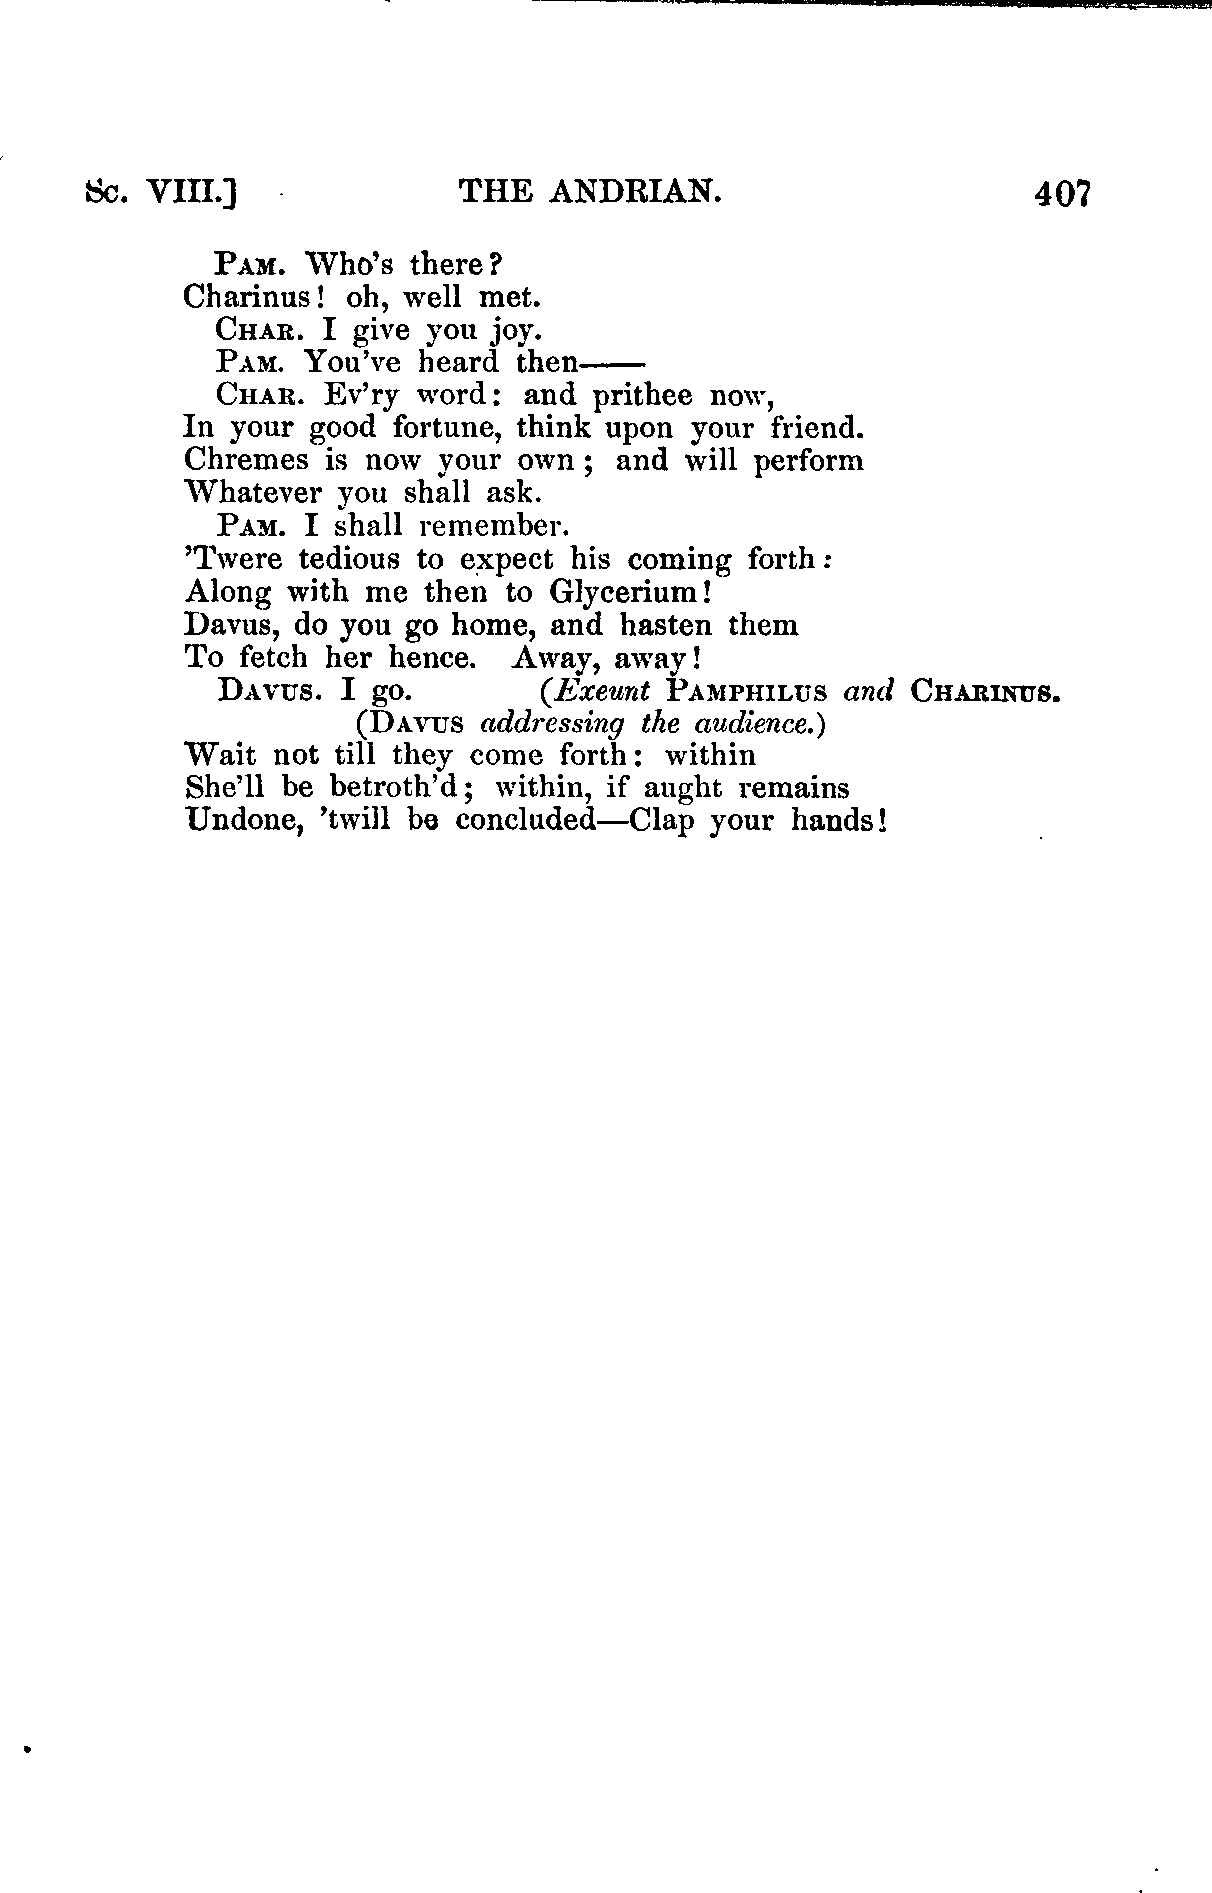 Sc. VIII.] THE ANDRIAN. 407
PAM. Who's there?
Charinus! oh, well met.
CHAR. I give you joy.
PAM. You've heard then——
CHAR. Ev'ry word: and prithee now,
In your good fortune, think upon your friend.
Chremes is now your own; and will perform
Whatever you shall ask.
PAM. I shall remember.
'Twere tedious to expect his coming forth:
Along with me then to Glycerium!
Davus, do you go home, and hasten them
To fetch her hence. Away, away!
DAVUS. I go. (Exeunt PAMPHILUS and CHARINUS.
(DAVUS addressing the audience.)
Wait not till they come forth: within
She'll be betroth'd; within, if aught remains
Undone, 'twill be concluded—Clap your hands!